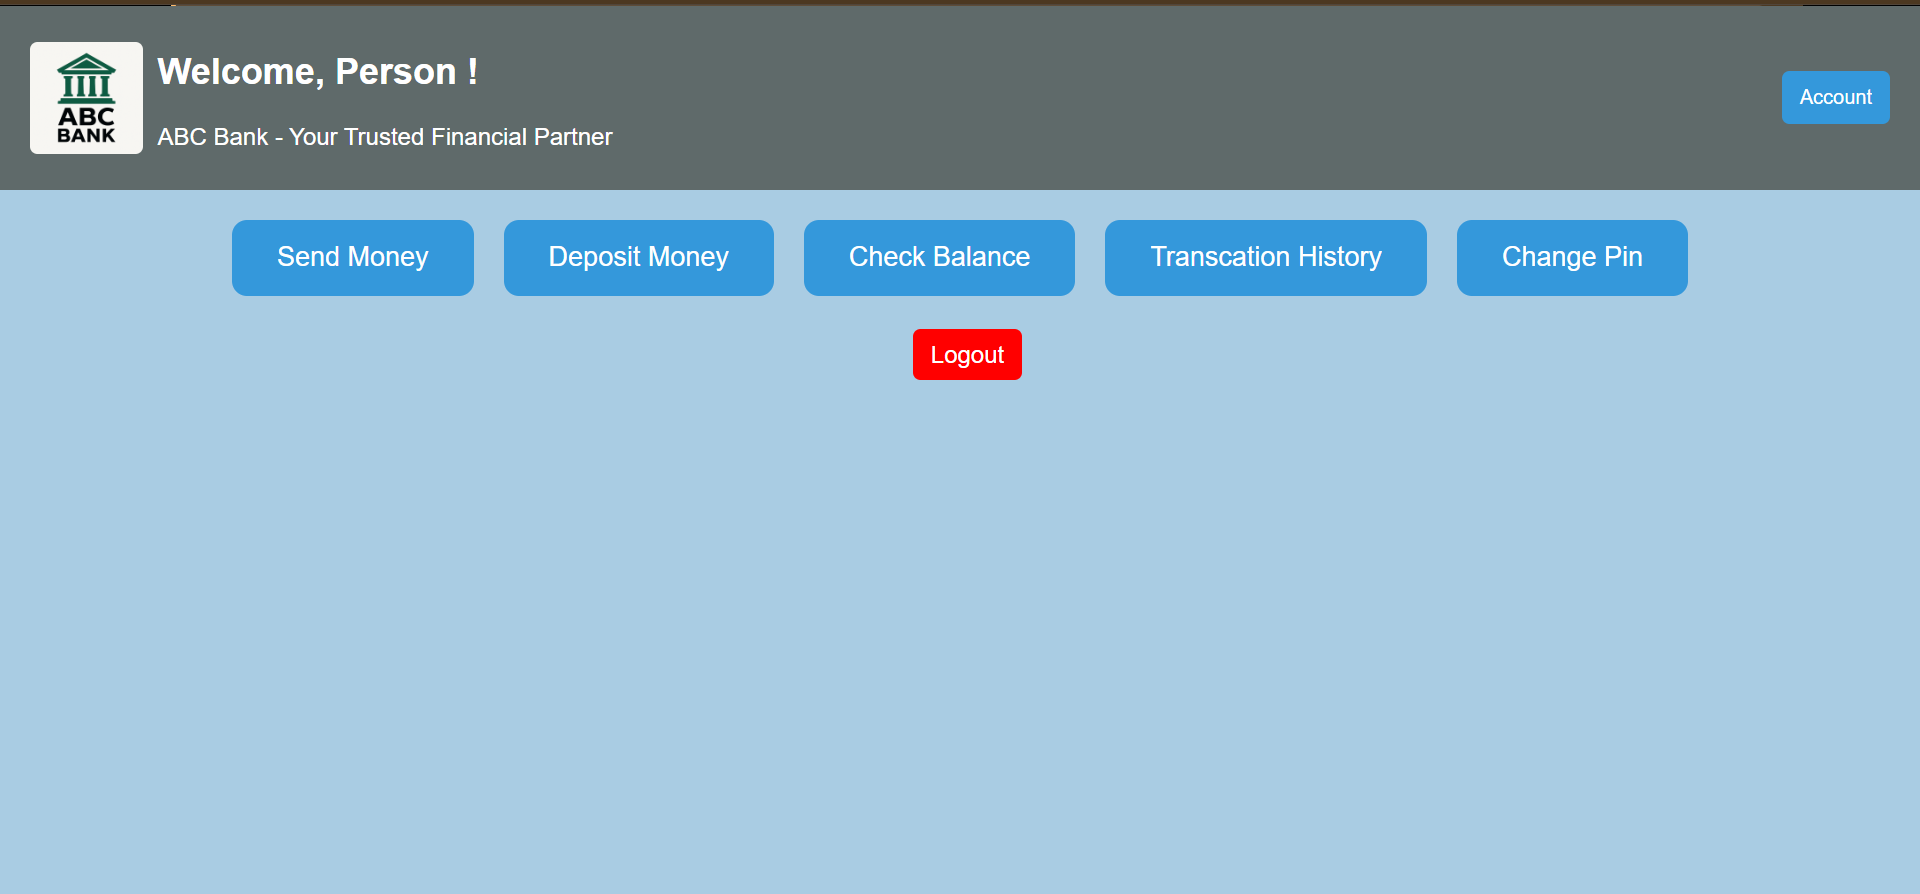 ABC
BANK
Welcome, Person !
ABC Bank - Your Trusted Financial Partner
Account
Send Money
Deposit Money
Check Balance
Transcation History
Change Pin
Logout